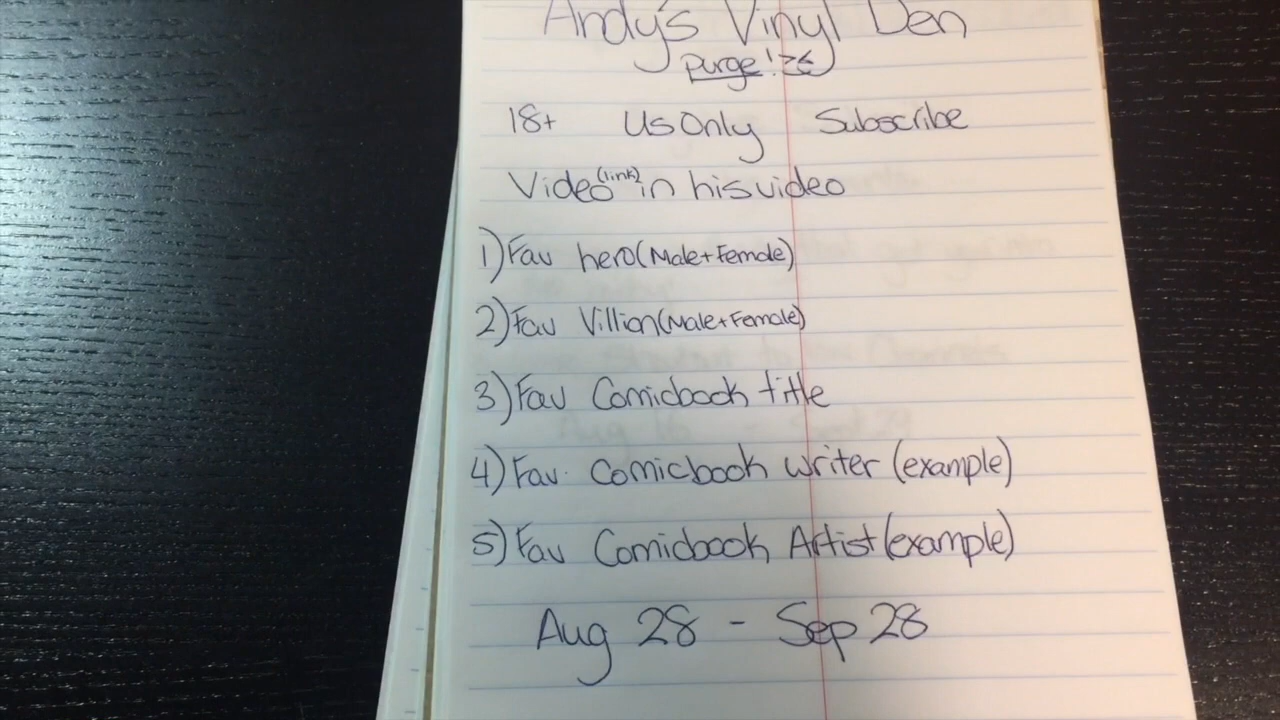 Andy's Vinyl Den
Purge! 26
18+ Us Only Subscribe
Video (link) in his video
1) Fav hero (Male + Female)
2) Fav Villion (Male + Female)
3) Fav Comicbook title
4) Fav. Comicbook writer (example)
5) Fav Comicbook Artist (example)
Aug 28 - Sep 28